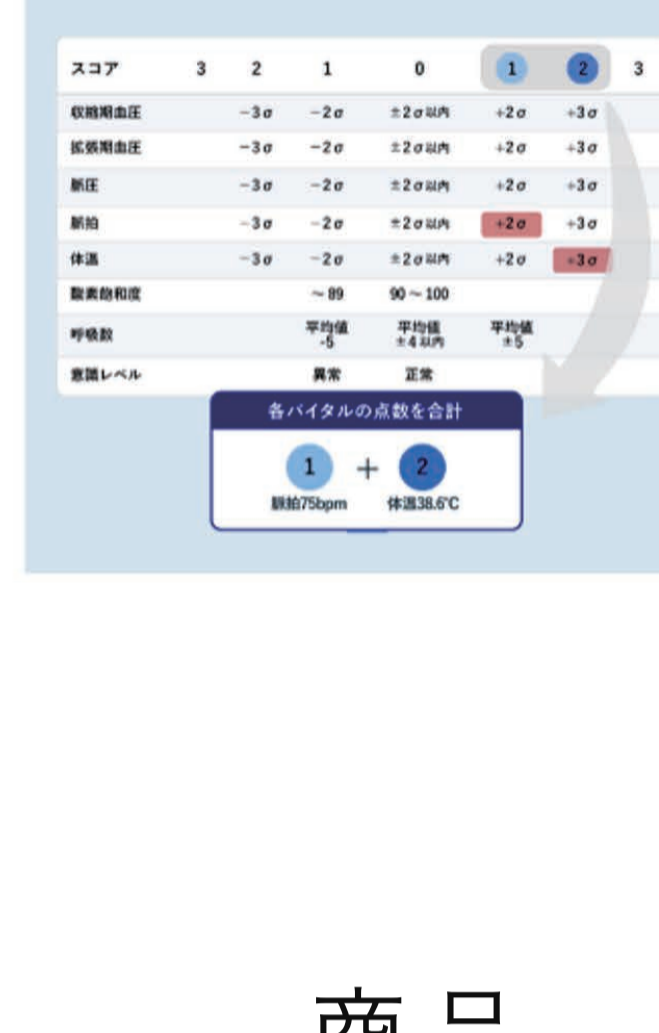 スコア 3 2 1 0 1 2 3
収縮期血圧 -3σ -2σ ±2σ以内 +2σ +3σ
拡張期血圧 -3σ -2σ ±2σ以内 +2σ +3σ
脈圧 -3σ -2σ ±2σ以内 +2σ +3σ
脈拍 -3σ -2σ ±2σ以内 +2σ +3σ
体温 -3σ -2σ ±2σ以内 +2σ +3σ
酸素飽和度 ~89 90~100
呼吸数 平均値 -5 平均値 ±4以内 平均値 ±5
意識レベル 異常 正常
各バイタルの点数を合計
1 + 2
脈拍75bpm 体温38.6℃